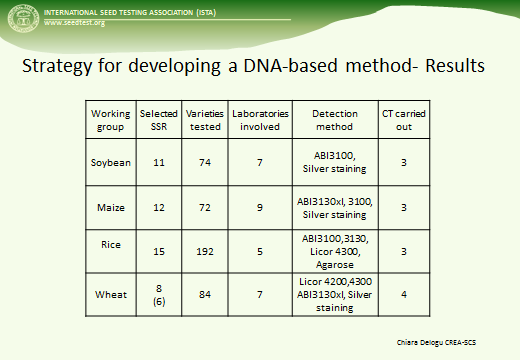 INTERNATIONAL SEED TESTING ASSOCIATION (ISTA)
www.seedtest.org
Strategy for developing a DNA-based method- Results
Working group Selected SSR Varieties tested Laboratories involved Detection method CT carried out
Soybean 11 74 7 ABI3100, Silver staining 3
Maize 12 72 9 ABI3130xl, 3100, Silver staining 3
Rice 15 192 5 ABI3100,3130, Licor 4300, Agarose 3
Wheat 8 (6) 84 7 Licor 4200,4300 ABI3130xl, Silver staining 4
Chiara Delogu CREA-SCS